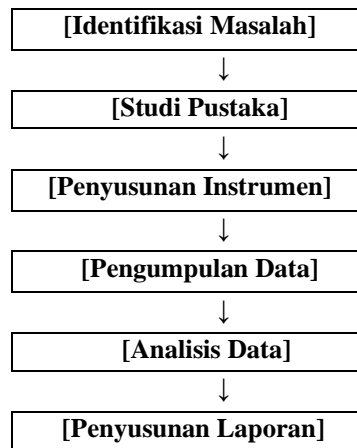 [Identifikasi Masalah]
↓
[Studi Pustaka]
↓
[Penyusunan Instrumen]
↓
[Pengumpulan Data]
↓
[Analisis Data]
↓
[Penyusunan Laporan]